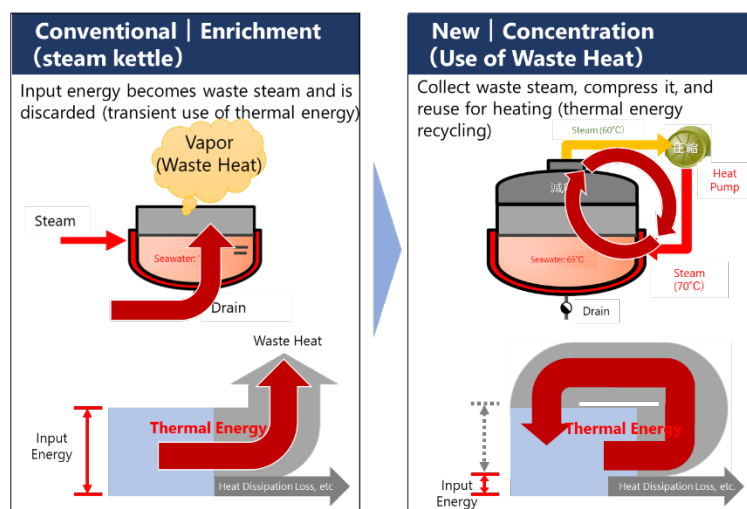 Conventional | Enrichment
(steam kettle)
Input energy becomes waste steam and is
discarded (transient use of thermal energy)
Vapor
(Waste Heat)
Steam
Seawater:
Drain
Waste Heat
Thermal Energy
Input
Energy
Heat Dissipation Loss, etc
New | Concentration
(Use of Waste Heat)
Collect waste steam, compress it, and
reuse for heating (thermal energy
recycling)
Steam (60℃)
圧縮
Heat
Pump
減
Seawater: 65℃
Steam
(70℃)
Drain
Thermal Energy
Input
Energy
Heat Dissipation Loss, etc.